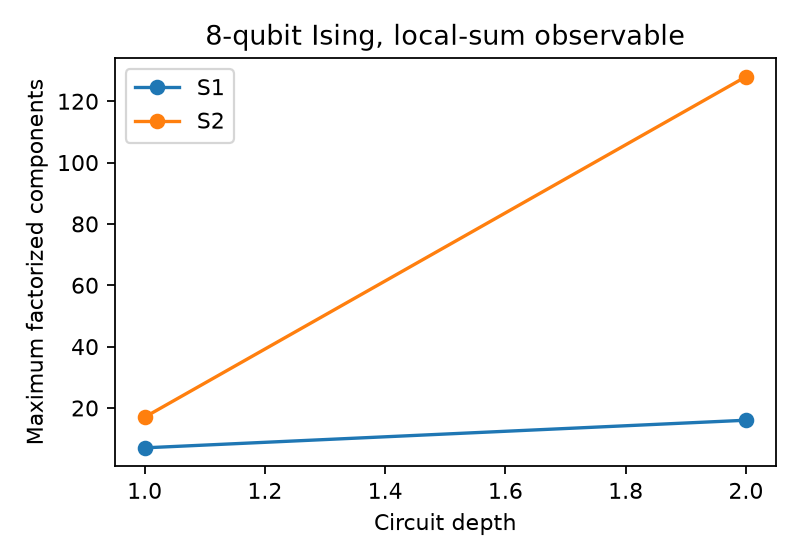 8-qubit Ising, local-sum observable
S1
S2
Maximum factorized components
120
100
80
60
40
20
1.0 1.2 1.4 1.6 1.8 2.0
Circuit depth